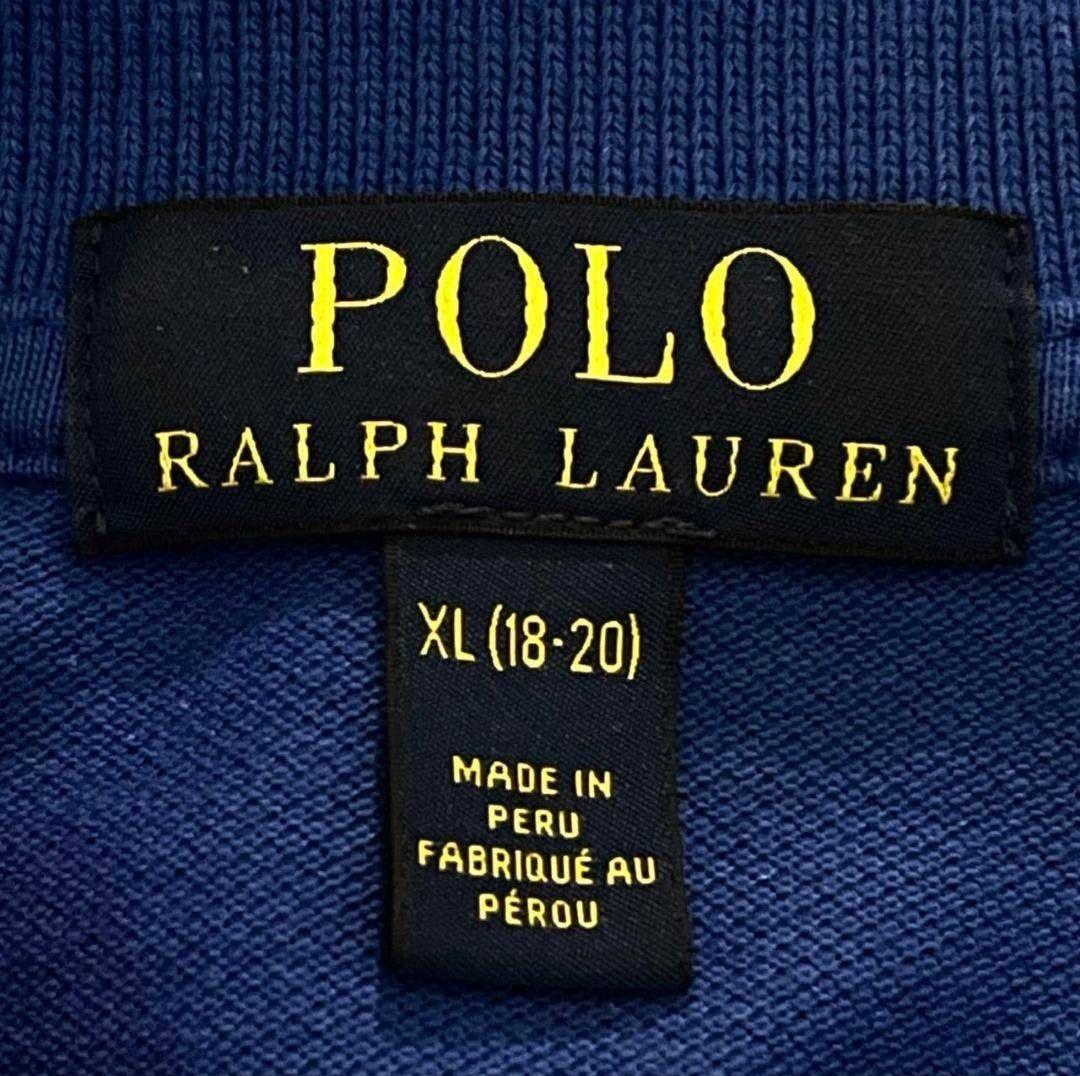 POLO
RALPH LAUREN
XL (18-20)
MADE IN
PERU
FABRIQUÉ AU
PÉROU